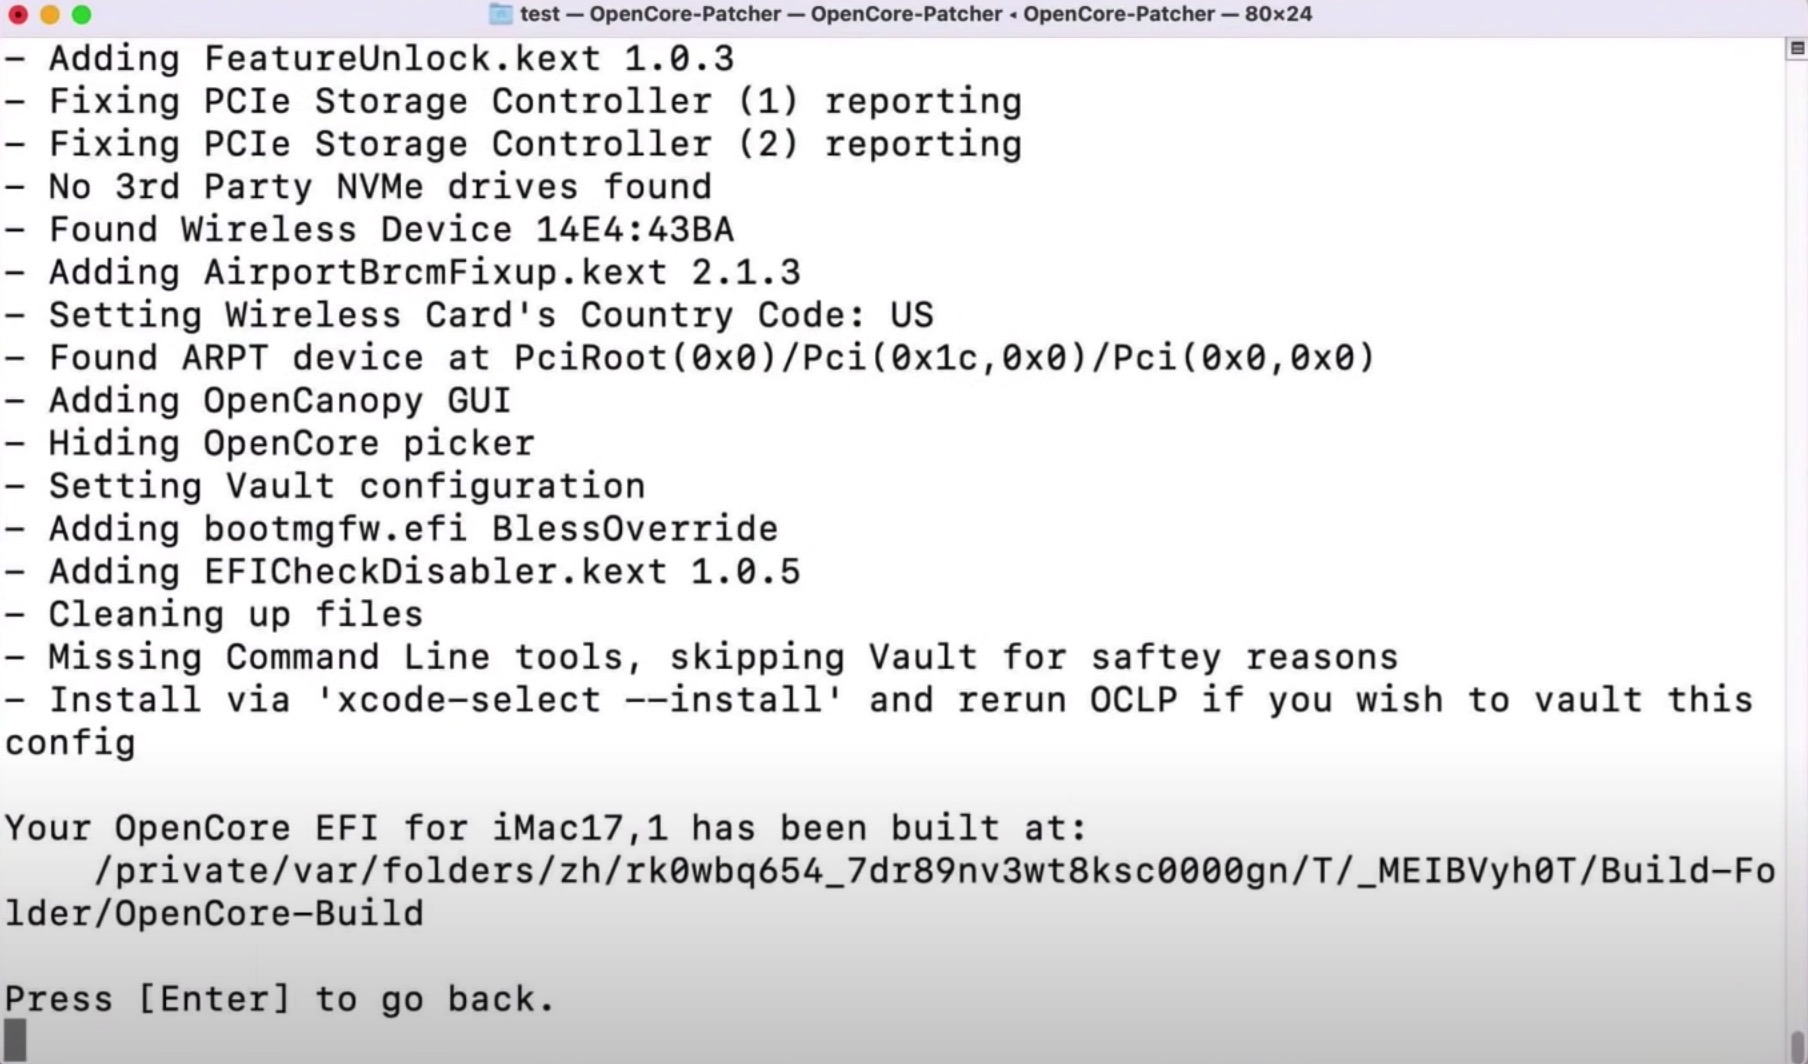 test — OpenCore-Patcher — OpenCore-Patcher ◂ OpenCore-Patcher — 80×24
– Adding FeatureUnlock.kext 1.0.3
– Fixing PCIe Storage Controller (1) reporting
– Fixing PCIe Storage Controller (2) reporting
– No 3rd Party NVMe drives found
– Found Wireless Device 14E4:43BA
– Adding AirportBrcmFixup.kext 2.1.3
– Setting Wireless Card's Country Code: US
– Found ARPT device at PciRoot(0x0)/Pci(0x1c,0x0)/Pci(0x0,0x0)
– Adding OpenCanopy GUI
– Hiding OpenCore picker
– Setting Vault configuration
– Adding bootmgfw.efi BlessOverride
– Adding EFICheckDisabler.kext 1.0.5
– Cleaning up files
– Missing Command Line tools, skipping Vault for saftey reasons
– Install via 'xcode-select --install' and rerun OCLP if you wish to vault this
config
Your OpenCore EFI for iMac17,1 has been built at:
/private/var/folders/zh/rk0wbq654_7dr89nv3wt8ksc0000gn/T/_MEIBVyh0T/Build-Fo
lder/OpenCore-Build
Press [Enter] to go back.